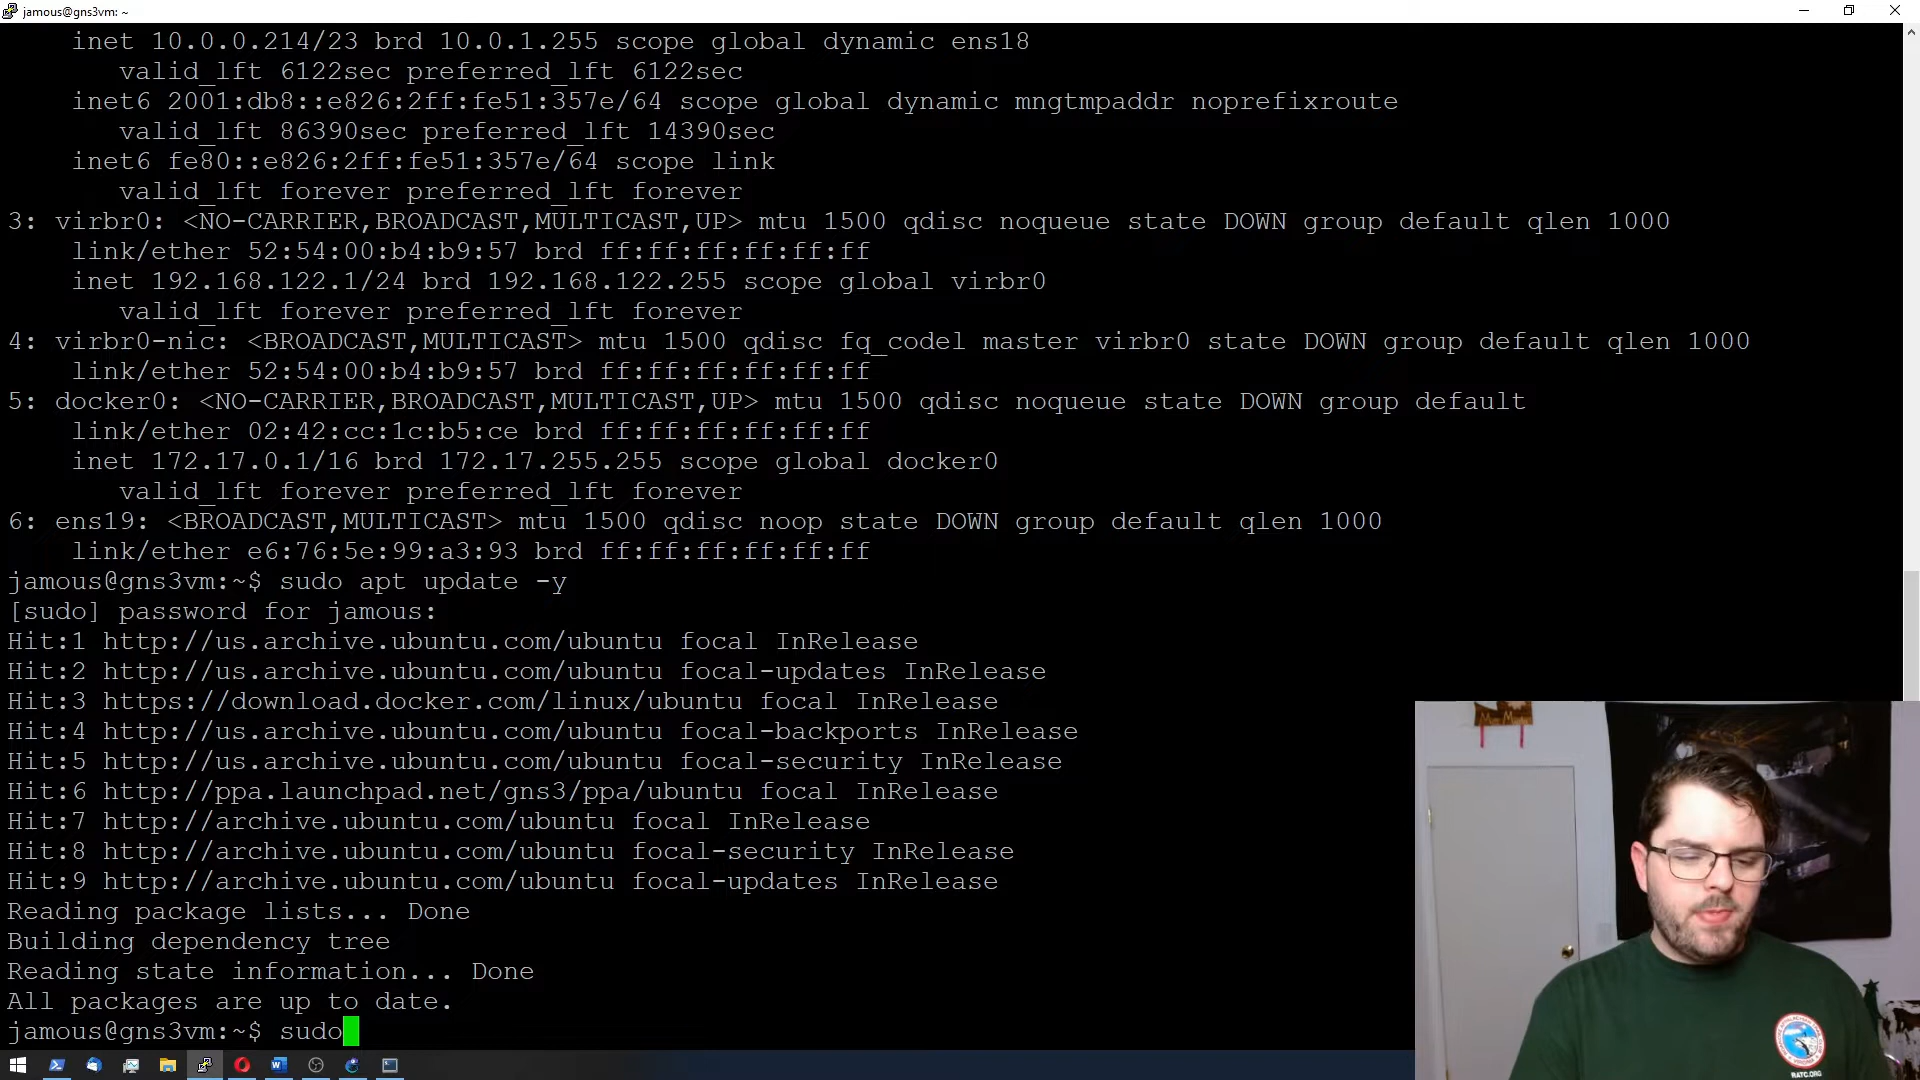 jamous@gns3vm: ~
inet 10.0.0.214/23 brd 10.0.1.255 scope global dynamic ens18
valid_lft 6122sec preferred_lft 6122sec
inet6 2001:db8::e826:2ff:fe51:357e/64 scope global dynamic mngtmpaddr noprefixroute
valid_lft 86390sec preferred_lft 14390sec
inet6 fe80::e826:2ff:fe51:357e/64 scope link
valid_lft forever preferred_lft forever
3: virbr0: <NO-CARRIER,BROADCAST,MULTICAST,UP> mtu 1500 qdisc noqueue state DOWN group default qlen 1000
link/ether 52:54:00:b4:b9:57 brd ff:ff:ff:ff:ff:ff
inet 192.168.122.1/24 brd 192.168.122.255 scope global virbr0
valid_lft forever preferred_lft forever
4: virbr0-nic: <BROADCAST,MULTICAST> mtu 1500 qdisc fq_codel master virbr0 state DOWN group default qlen 1000
link/ether 52:54:00:b4:b9:57 brd ff:ff:ff:ff:ff:ff
5: docker0: <NO-CARRIER,BROADCAST,MULTICAST,UP> mtu 1500 qdisc noqueue state DOWN group default
link/ether 02:42:cc:1c:b5:ce brd ff:ff:ff:ff:ff:ff
inet 172.17.0.1/16 brd 172.17.255.255 scope global docker0
valid_lft forever preferred_lft forever
6: ens19: <BROADCAST,MULTICAST> mtu 1500 qdisc noop state DOWN group default qlen 1000
link/ether e6:76:5e:99:a3:93 brd ff:ff:ff:ff:ff:ff
jamous@gns3vm:~$ sudo apt update -y
[sudo] password for jamous:
Hit:1 http://us.archive.ubuntu.com/ubuntu focal InRelease
Hit:2 http://us.archive.ubuntu.com/ubuntu focal-updates InRelease
Hit:3 https://download.docker.com/linux/ubuntu focal InRelease
Hit:4 http://us.archive.ubuntu.com/ubuntu focal-backports InRelease
Hit:5 http://us.archive.ubuntu.com/ubuntu focal-security InRelease
Hit:6 http://ppa.launchpad.net/gns3/ppa/ubuntu focal InRelease
Hit:7 http://archive.ubuntu.com/ubuntu focal InRelease
Hit:8 http://archive.ubuntu.com/ubuntu focal-security InRelease
Hit:9 http://archive.ubuntu.com/ubuntu focal-updates InRelease
Reading package lists... Done
Building dependency tree
Reading state information... Done
All packages are up to date.
jamous@gns3vm:~$ sudo
RATC.ORG